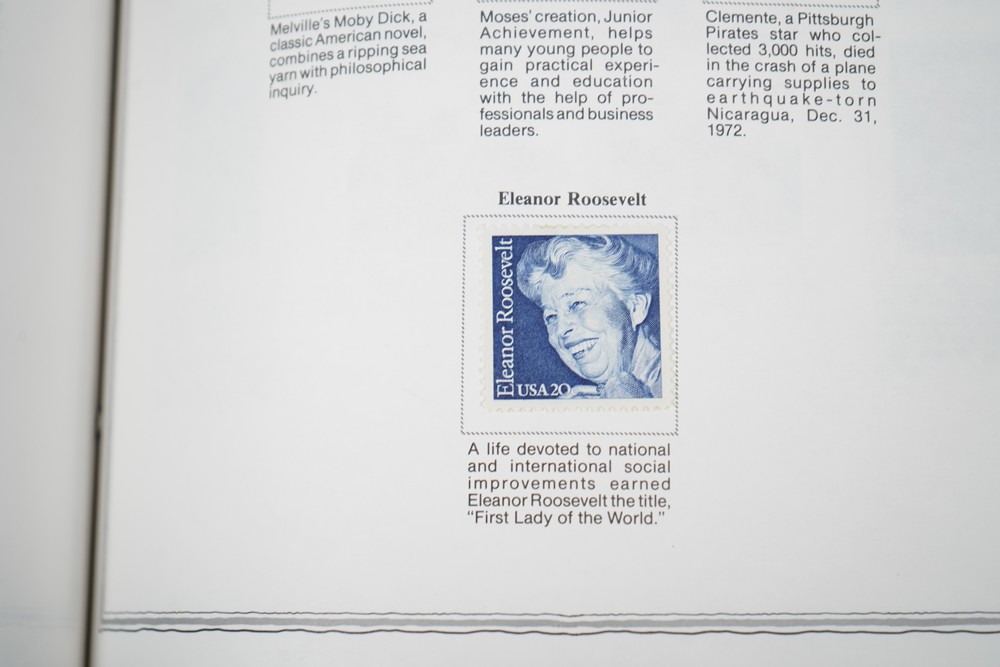 Melville's Moby Dick, a
classic American novel,
combines a ripping sea
yarn with philosophical
inquiry.
Moses' creation, Junior
Achievement, helps
many young people to
gain practical experi-
ence and education
with the help of pro-
fessionals and business
leaders.
Clemente, a Pittsburgh
Pirates star who col-
lected 3,000 hits, died
in the crash of a plane
carrying supplies to
earthquake-torn
Nicaragua, Dec. 31,
1972.
Eleanor Roosevelt
Eleanor Roosevelt
USA 20
A life devoted to national
and international social
improvements earned
Eleanor Roosevelt the title,
"First Lady of the World."